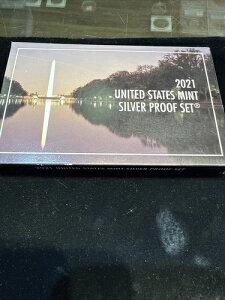 2021
UNITED STATES MINT
SILVER PROOF SET®
2021 UNITED STATES MINT SILVER PROOF SET